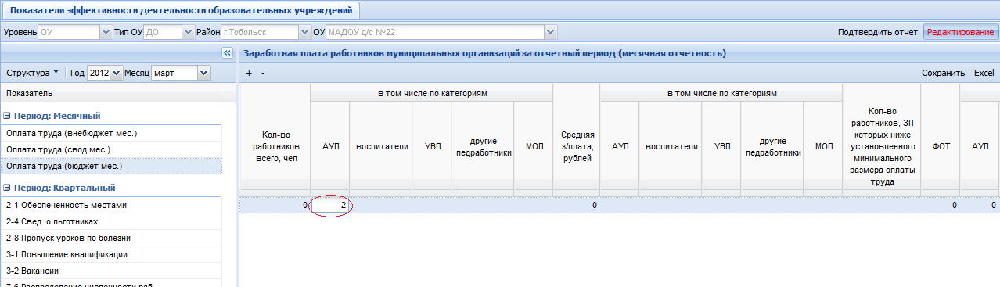 Показатели эффективности деятельности образовательных учреждений
Уровень ОУ Тип ОУ ДО Район г.Тобольск ОУ МАДОУ д/с №22 Подтвердить отчет Редактирование
Заработная плата работников муниципальных организаций за отчетный период (месячная отчетность)
Структура Год 2012 Месяц март + - Сохранить Excel
Показатель
Период: Месячный
Оплата труда (внебюджет мес.)
Оплата труда (свод мес.)
Оплата труда (бюджет мес.)
Период: Квартальный
2-1 Обеспеченность местами
2-4 Свед. о льготниках
2-8 Пропуск уроков по болезни
3-1 Повышение квалификации
3-2 Вакансии
7-6 Распределение численности раб
Кол-во
работников
всего, чел
в том числе по категориям
АУП
воспитатели
УВП
другие
педработники
МОП
Средняя
з/плата,
рублей
в том числе по категориям
АУП
воспитатели
УВП
другие
педработники
МОП
Кол-во
работников, ЗП
которых ниже
установленного
минимального
размера оплаты
труда
ФОТ
АУП
0 2 0 0 0